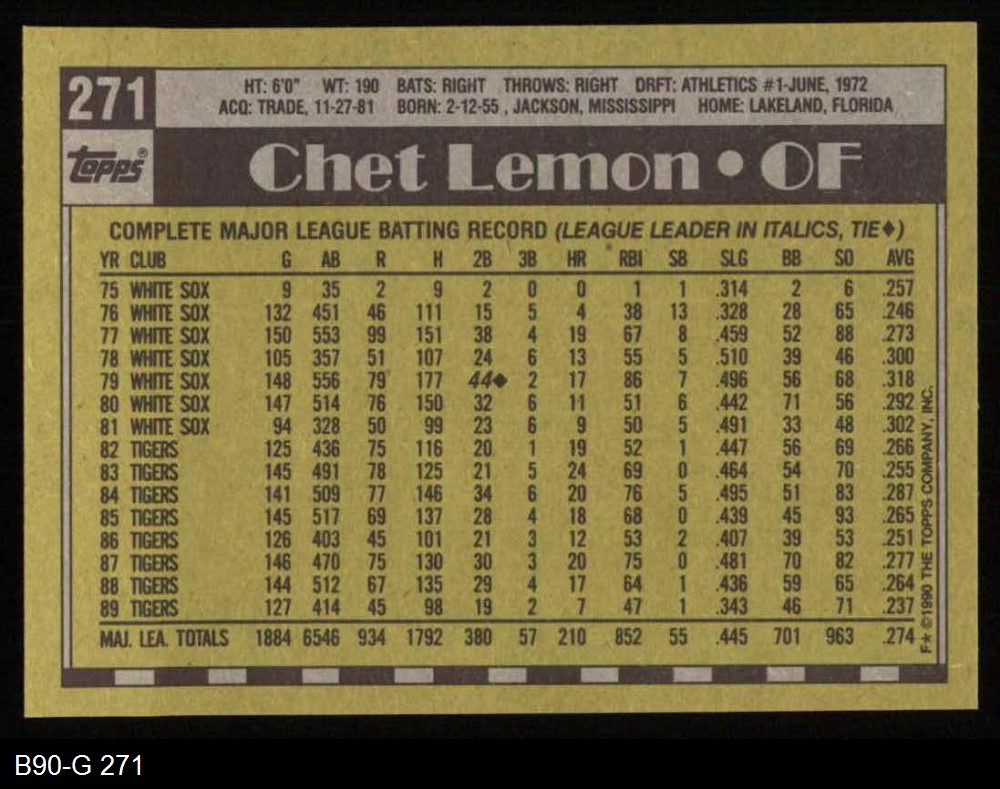 271
HT: 6'0" WT: 190 BATS: RIGHT THROWS: RIGHT DRFT: ATHLETICS #1-JUNE, 1972
ACQ: TRADE, 11-27-81 BORN: 2-12-55, JACKSON, MISSISSIPPI HOME: LAKELAND, FLORIDA
Topps®
Chet Lemon • OF
COMPLETE MAJOR LEAGUE BATTING RECORD (LEAGUE LEADER IN ITALICS, TIE♦)
YR CLUB G AB R H 2B 3B HR RBI SB SLG BB SO AVG
75 WHITE SOX 9 35 2 9 2 0 0 1 1 .314 2 6 .257
76 WHITE SOX 132 451 46 111 15 5 4 38 13 .328 28 65 .246
77 WHITE SOX 150 553 99 151 38 4 19 67 8 .459 52 88 .273
78 WHITE SOX 105 357 51 107 24 6 13 55 5 .510 39 46 .300
79 WHITE SOX 148 556 79 177 44♦ 2 17 86 7 .496 56 68 .318
80 WHITE SOX 147 514 76 150 32 6 11 51 6 .442 71 56 .292
81 WHITE SOX 94 328 50 99 23 6 9 50 5 .491 33 48 .302
82 TIGERS 125 436 75 116 20 1 19 52 1 .447 56 69 .266
83 TIGERS 145 491 78 125 21 5 24 69 0 .464 54 70 .255
84 TIGERS 141 509 77 146 34 6 20 76 5 .495 51 83 .287
85 TIGERS 145 517 69 137 28 4 18 68 0 .439 45 93 .265
86 TIGERS 126 403 45 101 21 3 12 53 2 .407 39 53 .251
87 TIGERS 146 470 75 130 30 3 20 75 0 .481 70 82 .277
88 TIGERS 144 512 67 135 29 4 17 64 1 .436 59 65 .264
89 TIGERS 127 414 45 98 19 2 7 47 1 .343 46 71 .237
MAJ. LEA. TOTALS 1884 6546 934 1792 380 57 210 852 55 .445 701 963 .274
F★ ©1990 THE TOPPS COMPANY, INC.
B90-G 271